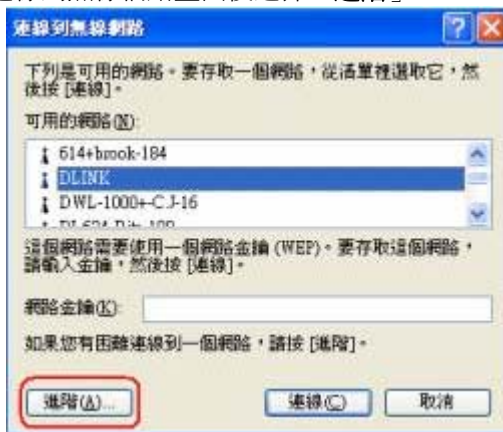 連線到無線網路
下列是可用的網路。要存取一個網路,從清單裡選取它,然
後按 [連線]。
可用的網路(N):
614+brook-184
DLINK
DWL-1000+-CJ-16
這個網路需要使用一個網路金鑰 (WEP)。要存取這個網路,
請輸入金鑰,然後按 [連線]。
網路金鑰(K):
如果您有困難連線到一個網路,請按 [進階]。
進階(A)...
連線(C)
取消